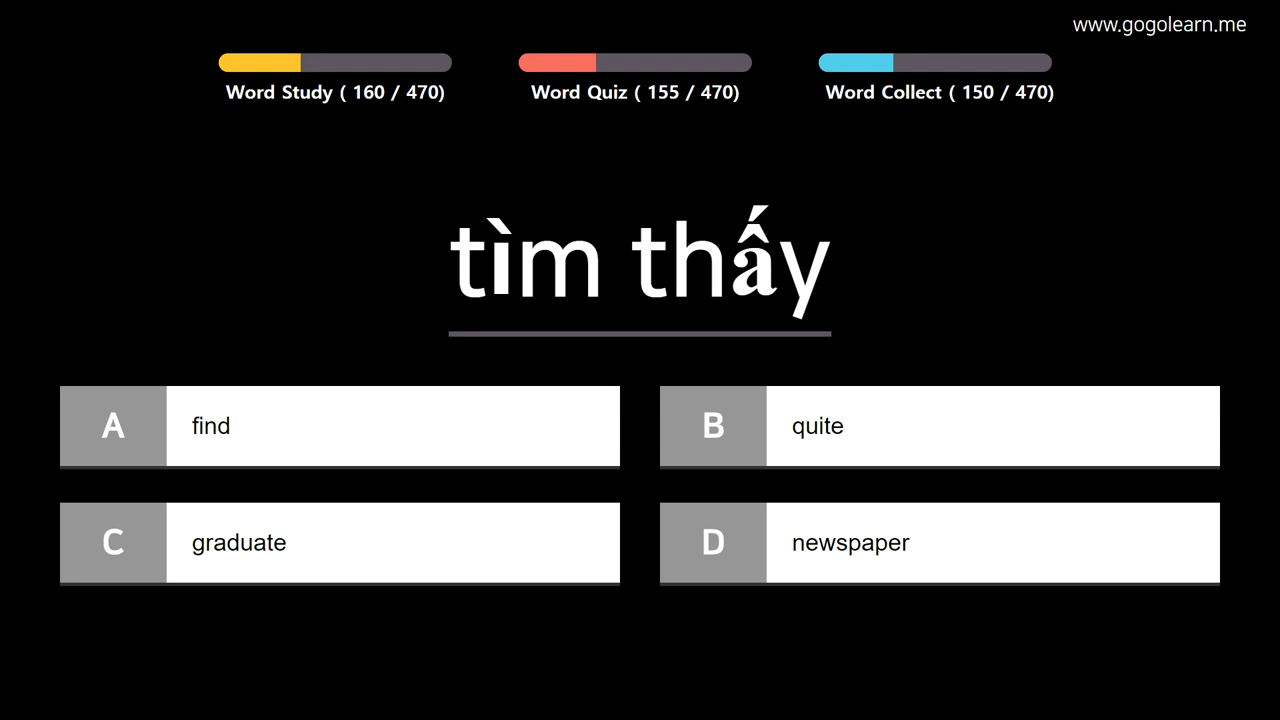 www.gogolearn.me
Word Study ( 160 / 470)
Word Quiz ( 155 / 470)
Word Collect ( 150 / 470)
tìm thấy
A find
B quite
C graduate
D newspaper